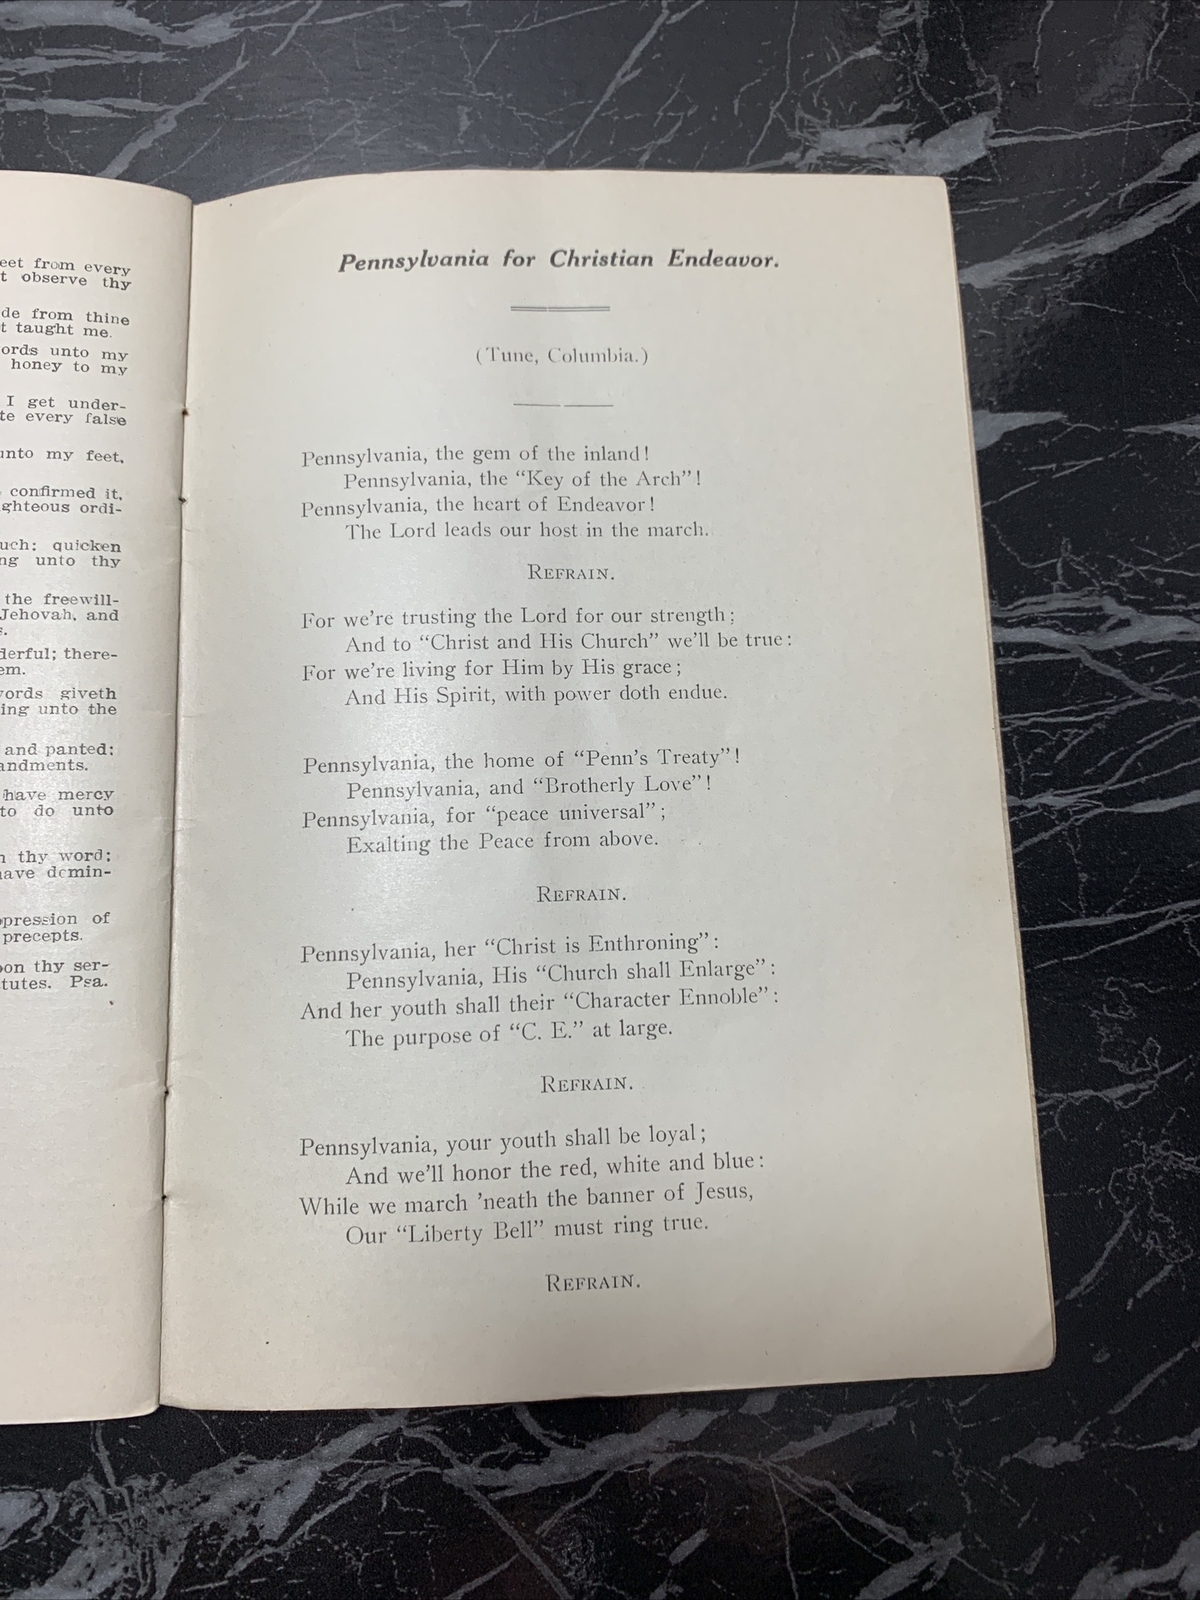 eet from every
t observe thy
de from thine
t taught me.
ords unto my
honey to my
I get under-
te every false
unto my feet,
confirmed it,
ghteous ordi-
uch: quicken
ng unto thy
the freewill-
Jehovah, and
s.
derful; there-
em.
words giveth
ing unto the
and panted:
andments.
have mercy
to do unto
n thy word:
have domin-
ppression of
precepts.
pon thy ser-
tutes. Psa.
Pennsylvania for Christian Endeavor.
(Tune, Columbia.)
Pennsylvania, the gem of the inland!
Pennsylvania, the “Key of the Arch”!
Pennsylvania, the heart of Endeavor!
The Lord leads our host in the march.
REFRAIN.
For we’re trusting the Lord for our strength;
And to “Christ and His Church” we’ll be true:
For we’re living for Him by His grace;
And His Spirit, with power doth endue.
Pennsylvania, the home of “Penn’s Treaty”!
Pennsylvania, and “Brotherly Love”!
Pennsylvania, for “peace universal”;
Exalting the Peace from above.
REFRAIN.
Pennsylvania, her “Christ is Enthroning”:
Pennsylvania, His “Church shall Enlarge”:
And her youth shall their “Character Ennoble”:
The purpose of “C. E.” at large.
REFRAIN.
Pennsylvania, your youth shall be loyal;
And we’ll honor the red, white and blue:
While we march ’neath the banner of Jesus,
Our “Liberty Bell” must ring true.
REFRAIN.